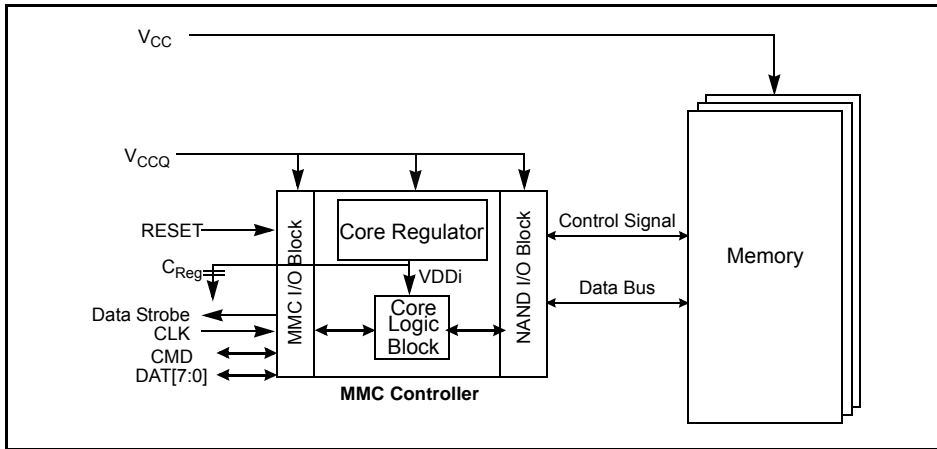 VCC
VCCQ
RESET
CReg
Data Strobe
CLK
CMD
DAT[7:0]
MMC I/O Block
Core Regulator
VDDi
Core
Logic
Block
NAND I/O Block
MMC Controller
Control Signal
Data Bus
Memory